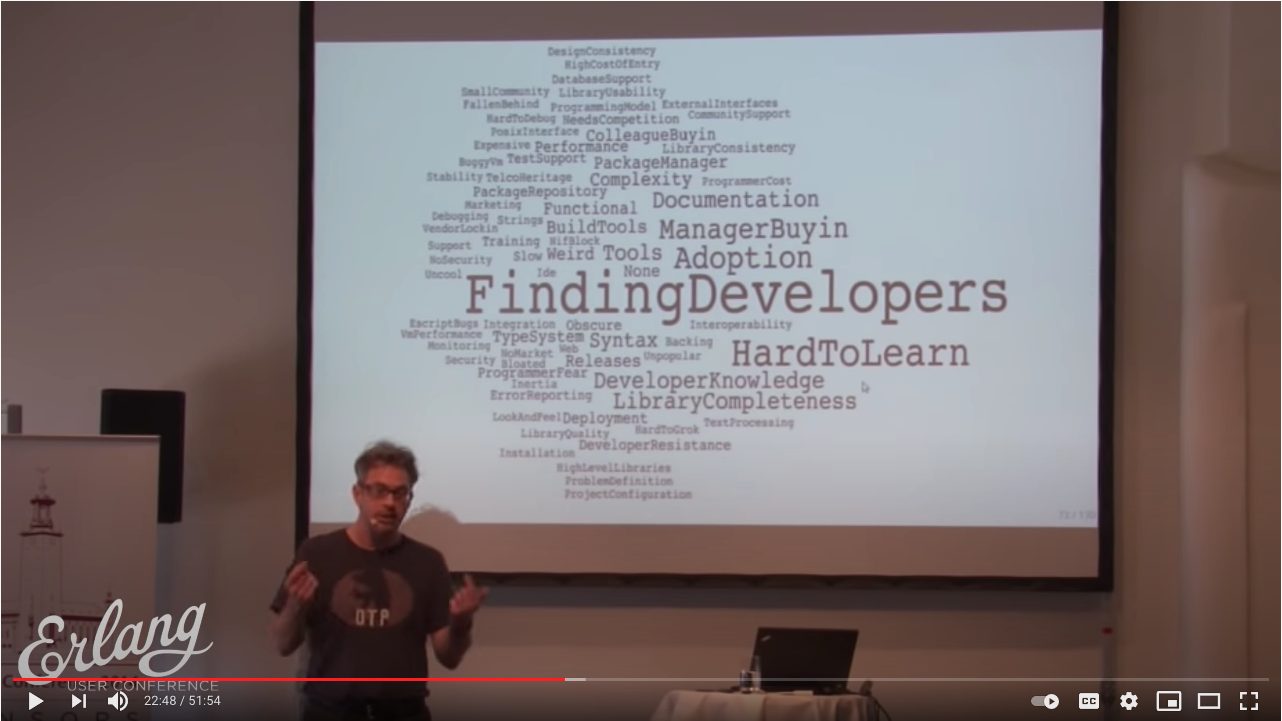 DesignConsistency
HighCostOfEntry
DatabaseSupport
SmallCommunity LibraryUsability
FallenBehind ProgrammingModel ExternalInterfaces
HardToDebug NeedsCompetition CommunitySupport
PosixInterface ColleagueBuyin
Expensive Performance LibraryConsistency
BuggyVm TestSupport PackageManager
Stability TelcoHeritage Complexity ProgrammerCost
PackageRepository Documentation
Marketing Functional
Debugging Strings BuildTools ManagerBuyin
VendorLockin
Support Training NifBlock
NoSecurity Slow Weird Tools Adoption
Uncool Ide None
FindingDevelopers
EscriptBugs Integration Obscure Interoperability
VmPerformance TypeSystem Syntax Backing
Monitoring NoMarket Web HardToLearn
Security Bloated Releases Unpopular
ProgrammerFear DeveloperKnowledge
Inertia
ErrorReporting LibraryCompleteness
LookAndFeel Deployment TextProcessing
LibraryQuality HardToGrok
DeveloperResistance
Installation
HighLevelLibraries
ProblemDefinition
ProjectConfiguration
OTP
Erlang
USER CONFERENCE
22:48 / 51:54
CC